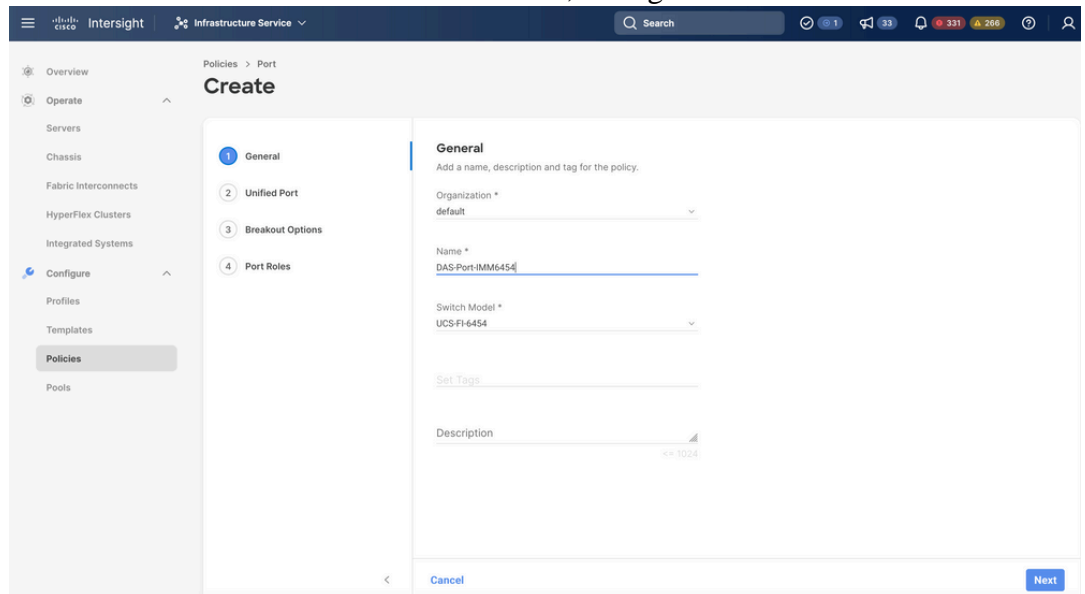 cisco Intersight Infrastructure Service Search 1 33 331 266
Overview
Operate
Servers
Chassis
Fabric Interconnects
HyperFlex Clusters
Integrated Systems
Configure
Profiles
Templates
Policies
Pools
Policies > Port
Create
1 General
2 Unified Port
3 Breakout Options
4 Port Roles
General
Add a name, description and tag for the policy.
Organization *
default
Name *
DAS-Port-IMM6454
Switch Model *
UCS-FI-6454
Set Tags
Description
<= 1024
< Cancel Next